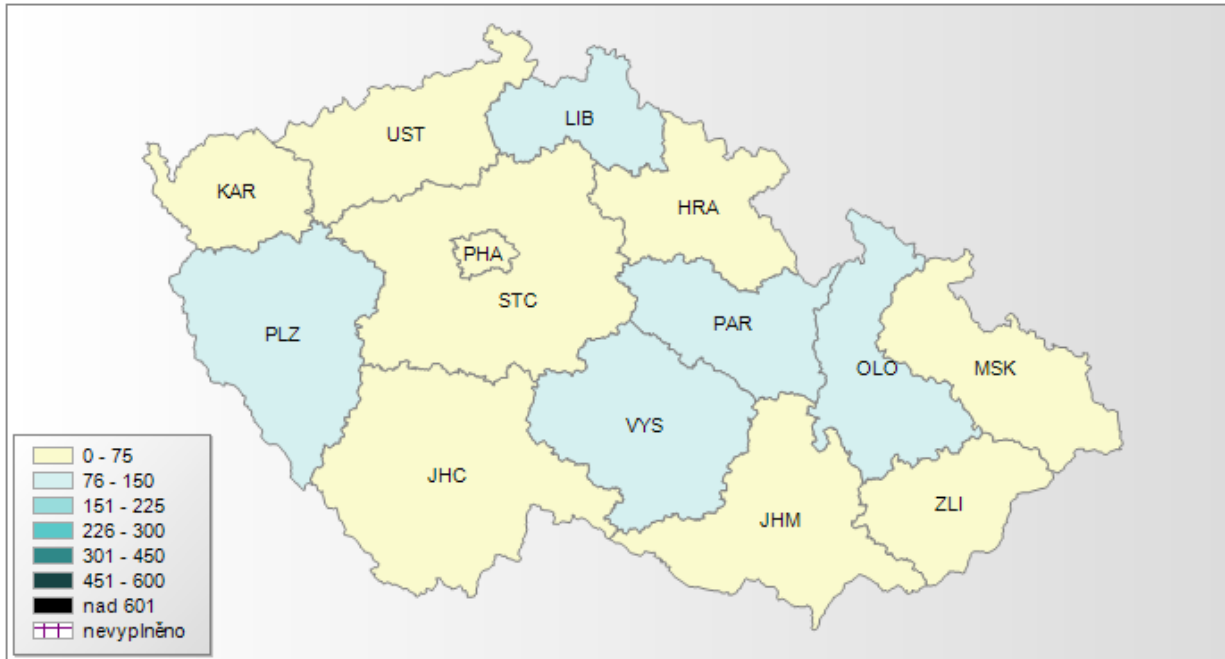 LIB
UST
KAR
HRA
PHA
STC
PAR
PLZ
OLO
MSK
VYS
JHC
ZLI
JHM
0 - 75
76 - 150
151 - 225
226 - 300
301 - 450
451 - 600
nad 601
nevyplněno